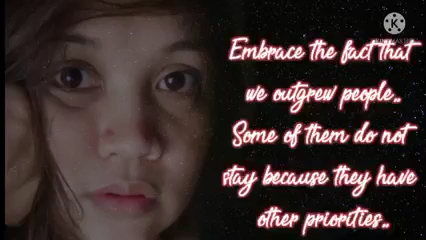 Embrace the fact that
we outgrew people,,
Some of them do not
stay because they have
other priorities,,